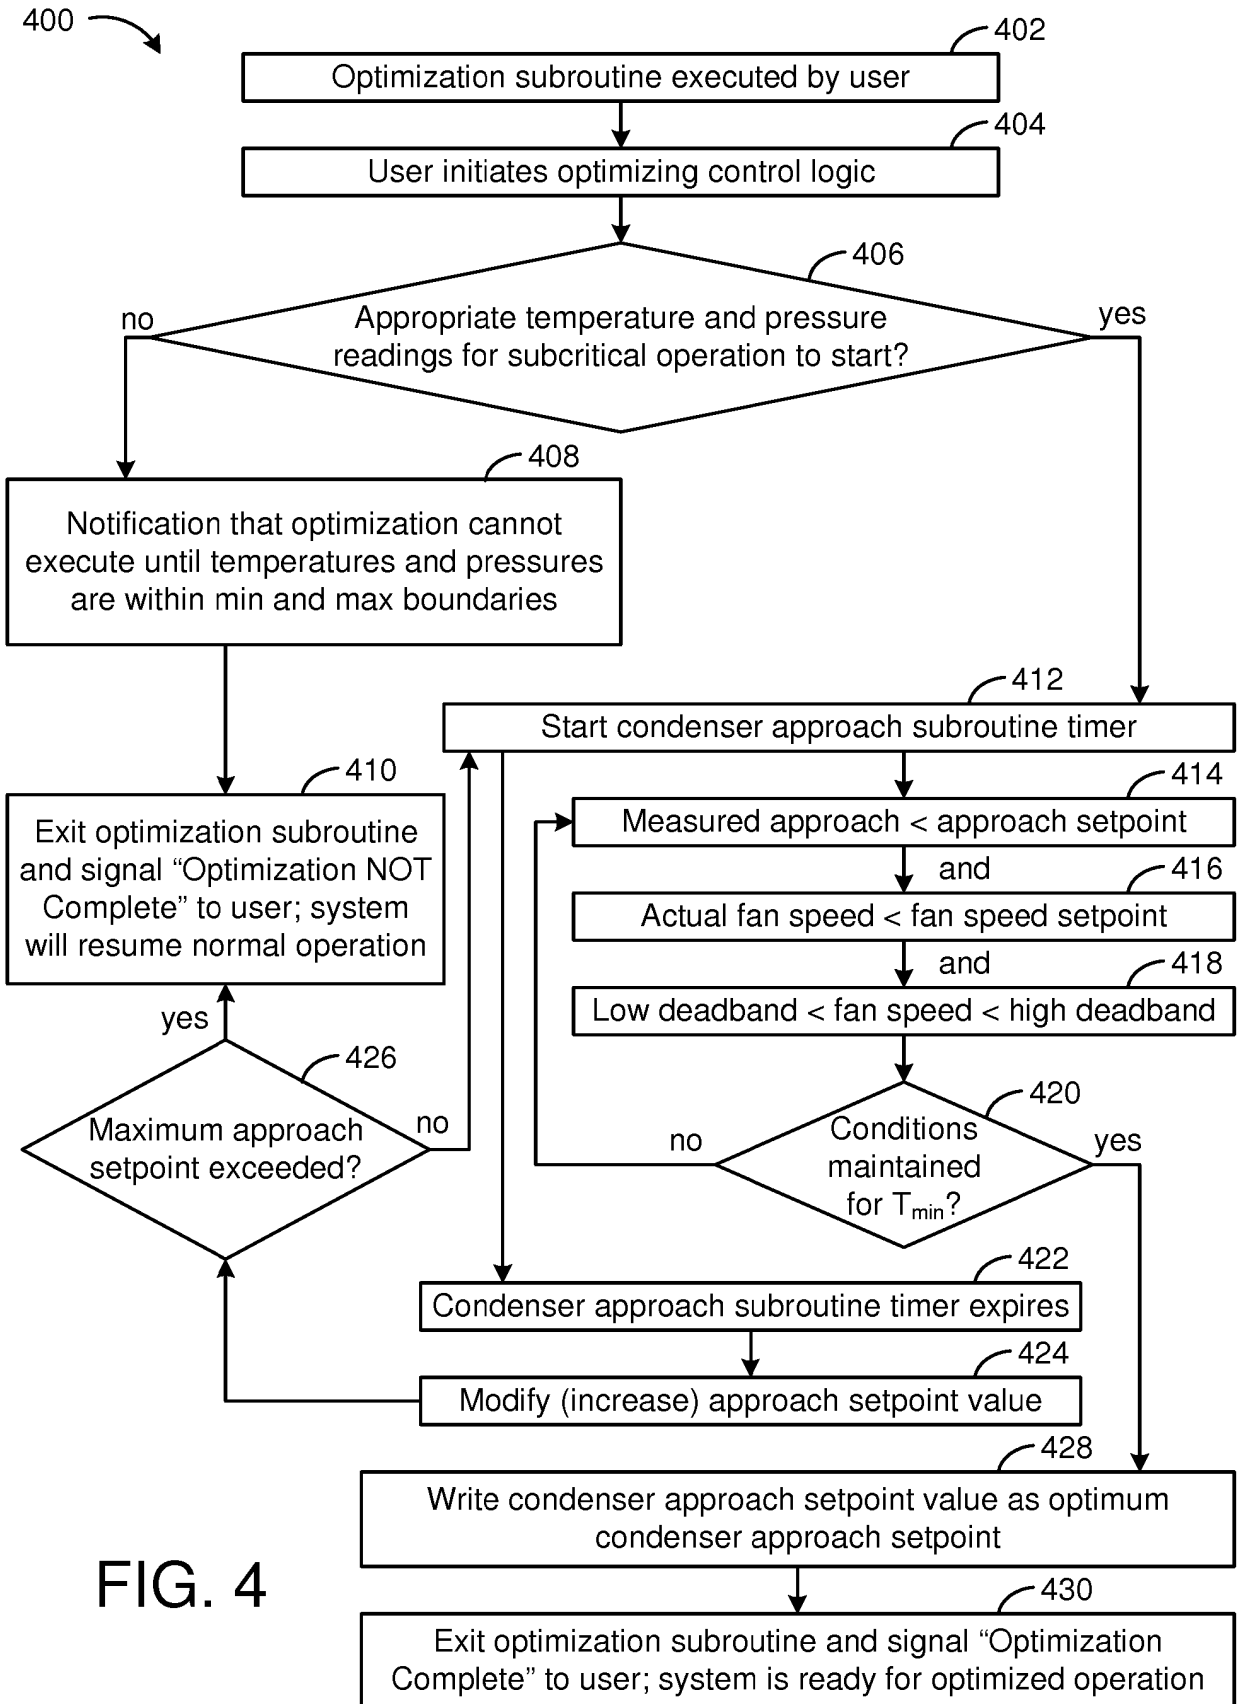 400
402
Optimization subroutine executed by user
404
User initiates optimizing control logic
406
Appropriate temperature and pressure
readings for subcritical operation to start?
no
yes
408
Notification that optimization cannot
execute until temperatures and pressures
are within min and max boundaries
412
Start condenser approach subroutine timer
410
Exit optimization subroutine
and signal “Optimization NOT
Complete” to user; system
will resume normal operation
414
Measured approach < approach setpoint
and
416
Actual fan speed < fan speed setpoint
and
418
Low deadband < fan speed < high deadband
yes
426
Maximum approach
setpoint exceeded?
no
420
Conditions
maintained
for Tmin?
no
yes
422
Condenser approach subroutine timer expires
424
Modify (increase) approach setpoint value
428
Write condenser approach setpoint value as optimum
condenser approach setpoint
430
Exit optimization subroutine and signal “Optimization
Complete” to user; system is ready for optimized operation
FIG. 4